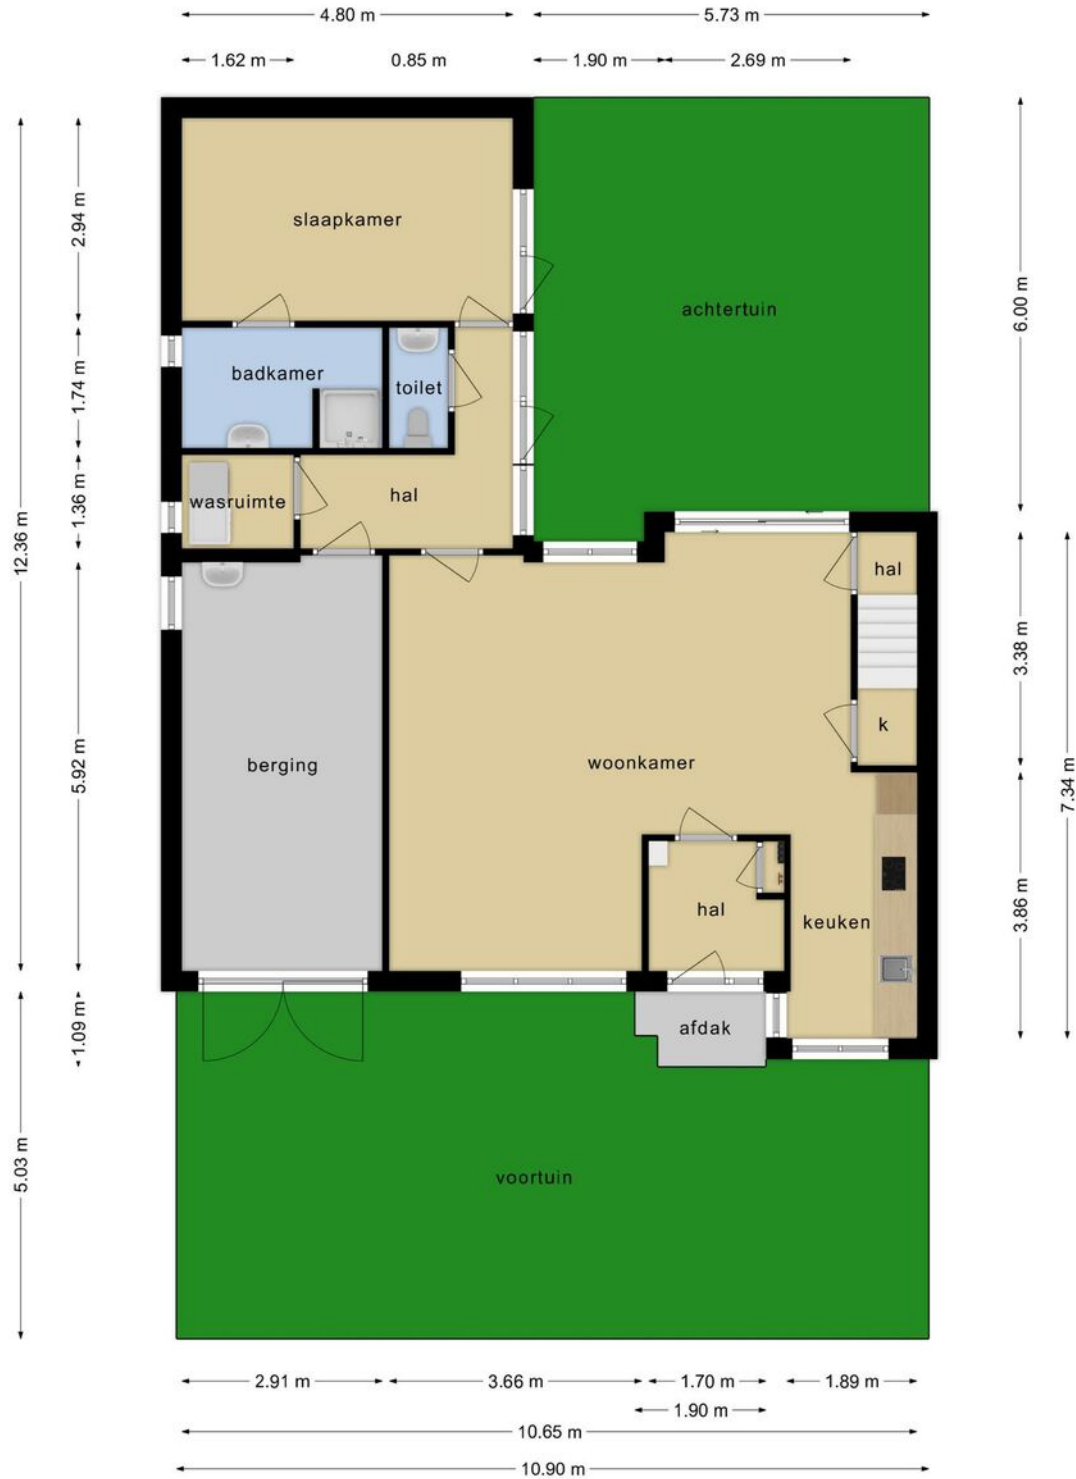 4.80 m
5.73 m
1.62 m
0.85 m
1.90 m
2.69 m
12.36 m
2.94 m
1.74 m
1.36 m
5.92 m
1.09 m
5.03 m
slaapkamer
achtertuin
badkamer
toilet
wasruimte
hal
hal
k
berging
woonkamer
hal
keuken
afdak
voortuin
6.00 m
3.38 m
3.86 m
7.34 m
2.91 m
3.66 m
1.70 m
1.89 m
1.90 m
10.65 m
10.90 m